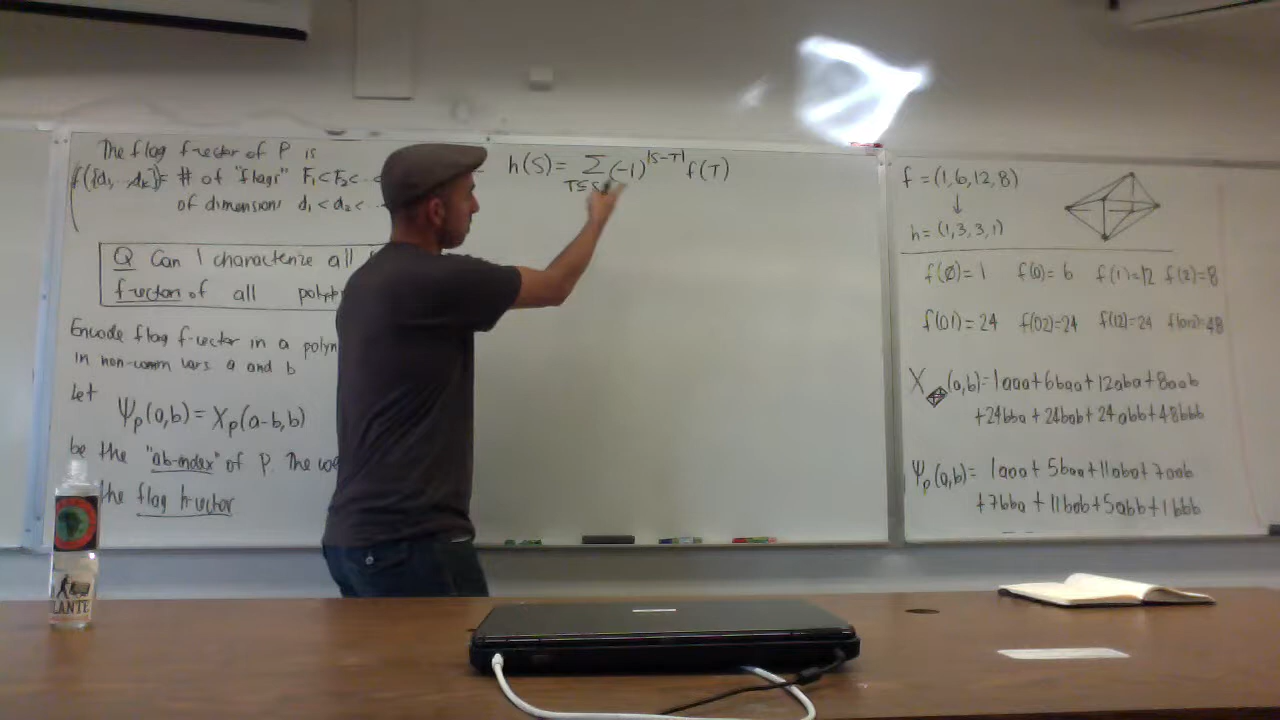 The flag f-vector of P is
f({d₁, ..., dₖ}) = # of "flags" F₁ < F₂ < ..
of dimensions d₁ < d₂ < ..
Q Can I characterize all
f-vectors of all
Encode flag f-vector in a polyn
in non-comm vars. a and b
Let
Ψₚ(a,b) = Χₚ(a-b,b)
be the "ab-index" of P. The
the flag h-vector
h(S) = Σ (-1)^|S-T| f(T)
T⊆S
f = (1,6,12,8)
↓
h = (1,3,3,1)
f(∅)=1 f(0)=6 f(1)=12 f(2)=8
f(01)=24 f(02)=24 f(12)=24 f(012)=48
Χ (a,b)=1aaa+6baa+12aba+8aab
+24bba+24bab+24abb+48bbb
Ψₚ(a,b)= 1aaa+5baa+11aba+7aab
+7bba+11bab+5abb+1bbb
LANTE